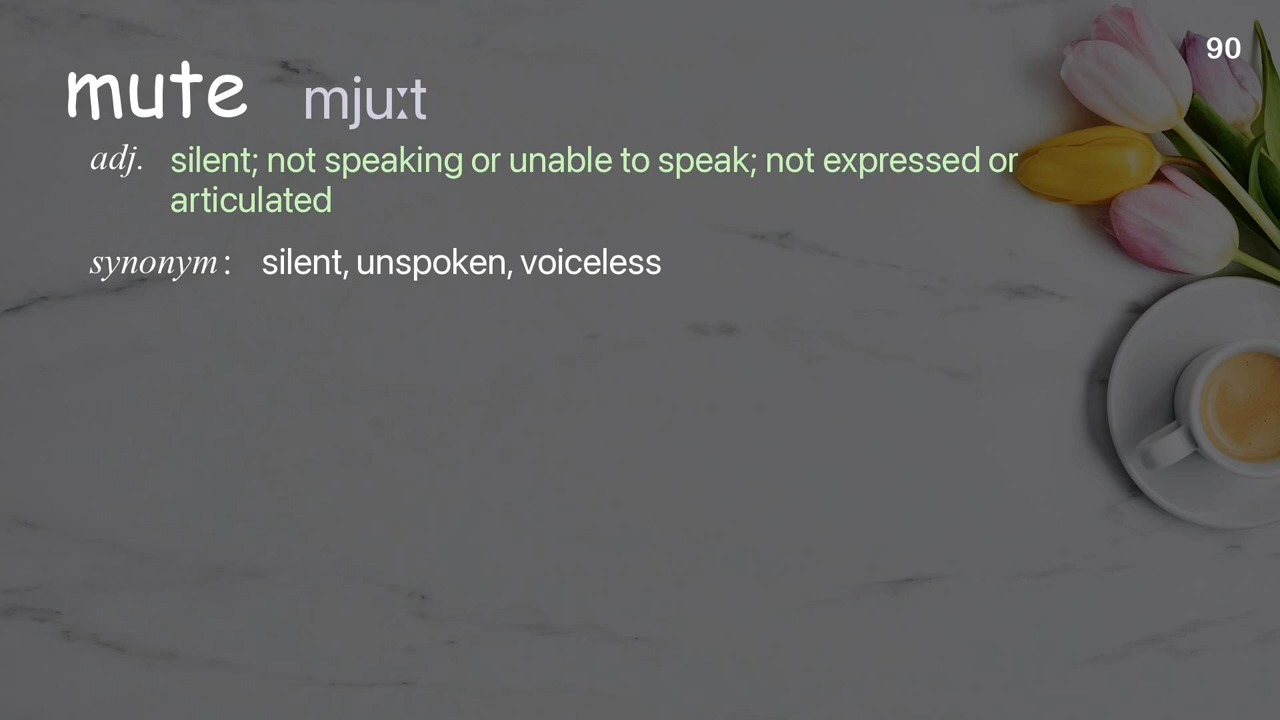 90
mute mjuːt
adj. silent; not speaking or unable to speak; not expressed or
articulated
synonym: silent, unspoken, voiceless